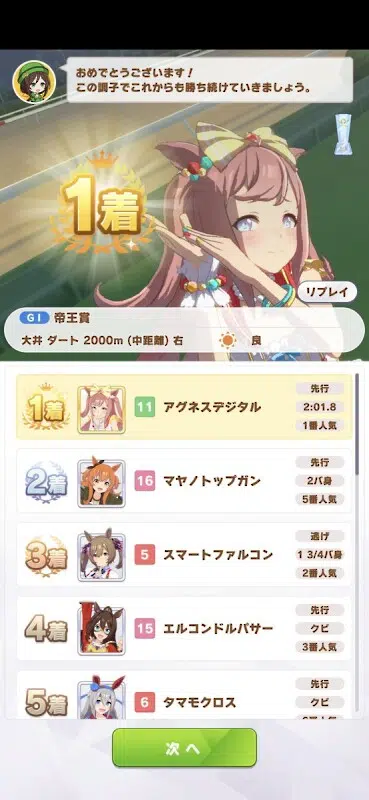 おめでとうございます！
この調子でこれからも勝ち続けていきましょう。
1着
リプレイ
GI 帝王賞
大井 ダート 2000m (中距離) 右 良
1着 11 アグネスデジタル 先行
2:01.8
1番人気
2着 16 マヤノトップガン 先行
2バ身
5番人気
3着 5 スマートファルコン 逃げ
1 3/4バ身
2番人気
4着 15 エルコンドルパサー 先行
クビ
3番人気
5着 6 タマモクロス 先行
クビ
次へ